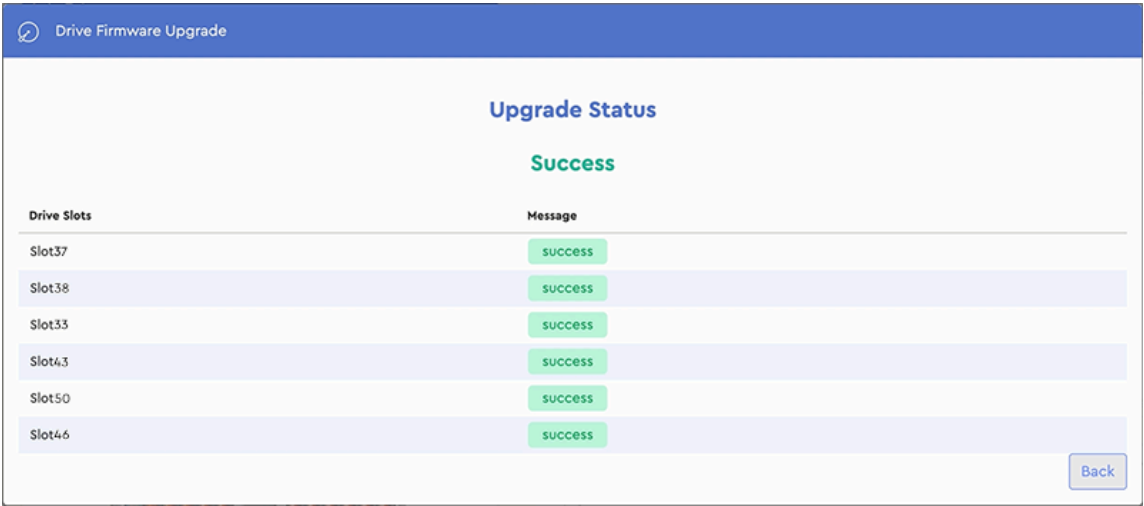 Drive Firmware Upgrade
Upgrade Status
Success
Drive Slots Message
Slot37 success
Slot38 success
Slot33 success
Slot43 success
Slot50 success
Slot46 success
Back